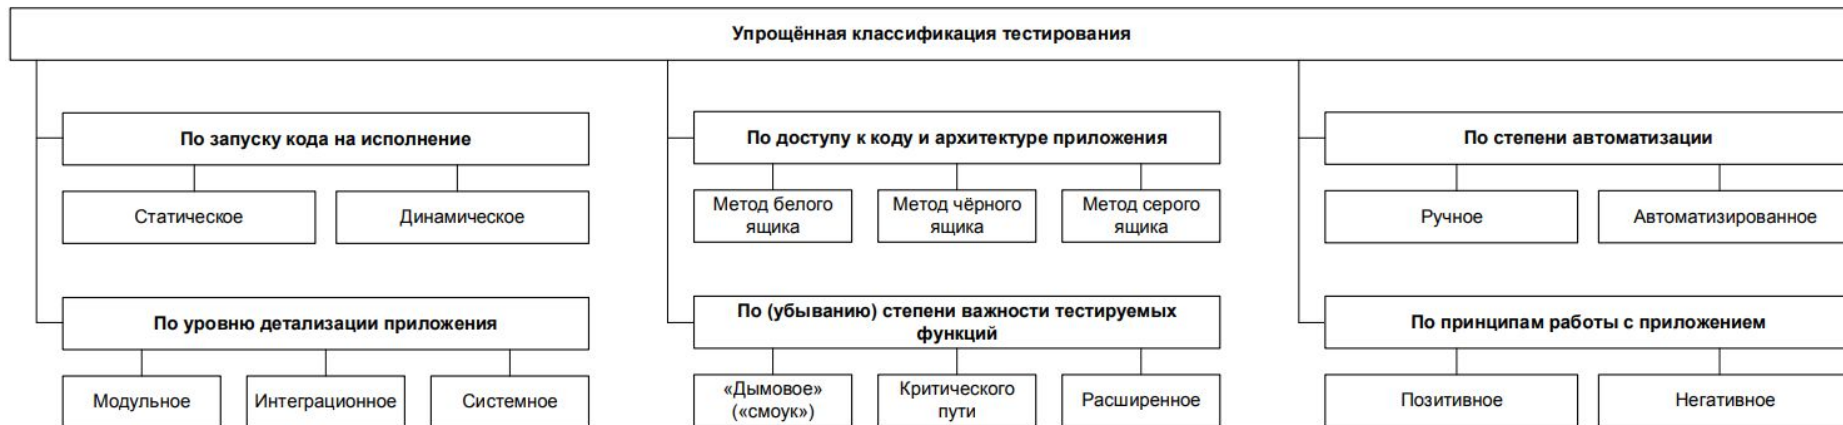 Упрощённая классификация тестирования
По запуску кода на исполнение
Статическое
Динамическое
По доступу к коду и архитектуре приложения
Метод белого
ящика
Метод чёрного
ящика
Метод серого
ящика
По степени автоматизации
Ручное
Автоматизированное
По уровню детализации приложения
Модульное
Интеграционное
Системное
По (убыванию) степени важности тестируемых
функций
«Дымовое»
(«смоук»)
Критического
пути
Расширенное
По принципам работы с приложением
Позитивное
Негативное